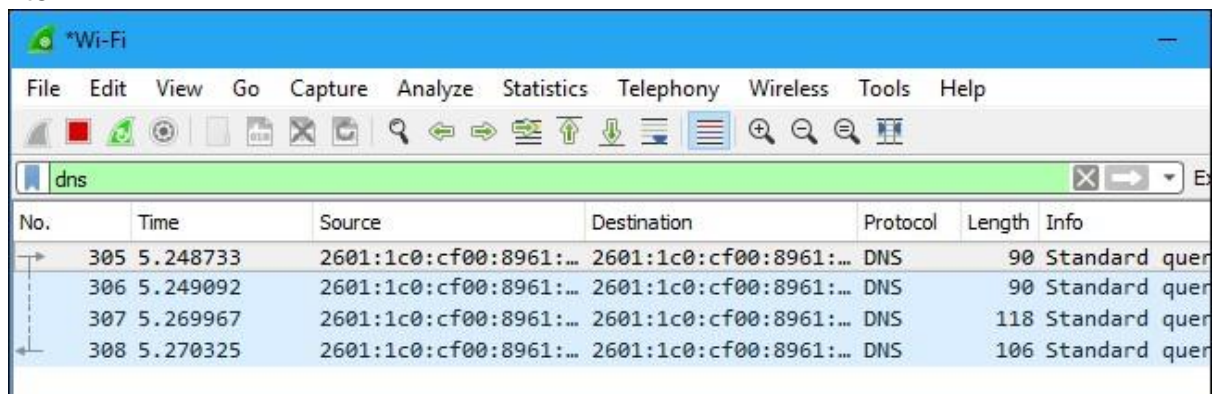 *Wi-Fi
File Edit View Go Capture Analyze Statistics Telephony Wireless Tools Help
dns
No. Time Source Destination Protocol Length Info
305 5.248733 2601:1c0:cf00:8961:… 2601:1c0:cf00:8961:… DNS 90 Standard quer
306 5.249092 2601:1c0:cf00:8961:… 2601:1c0:cf00:8961:… DNS 90 Standard quer
307 5.269967 2601:1c0:cf00:8961:… 2601:1c0:cf00:8961:… DNS 118 Standard quer
308 5.270325 2601:1c0:cf00:8961:… 2601:1c0:cf00:8961:… DNS 106 Standard quer